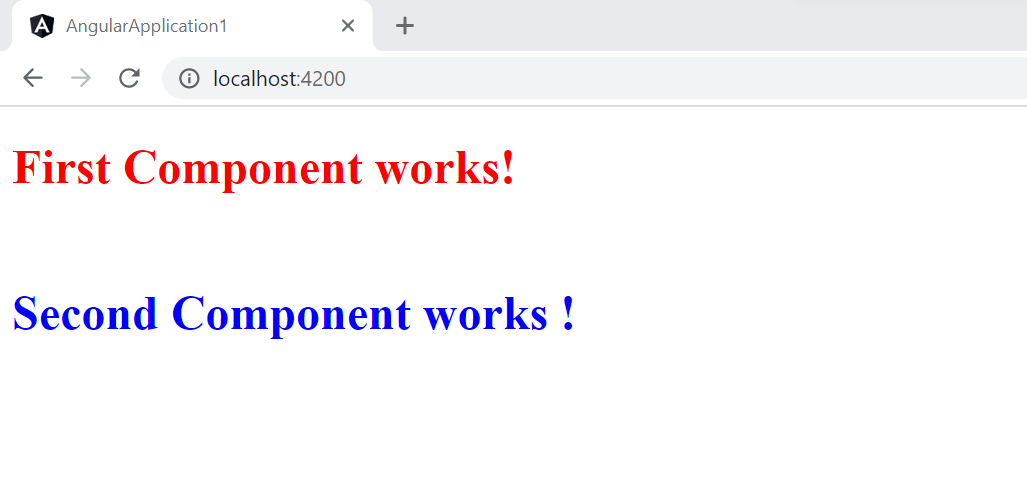 AngularApplication1
localhost:4200
First Component works!
Second Component works !